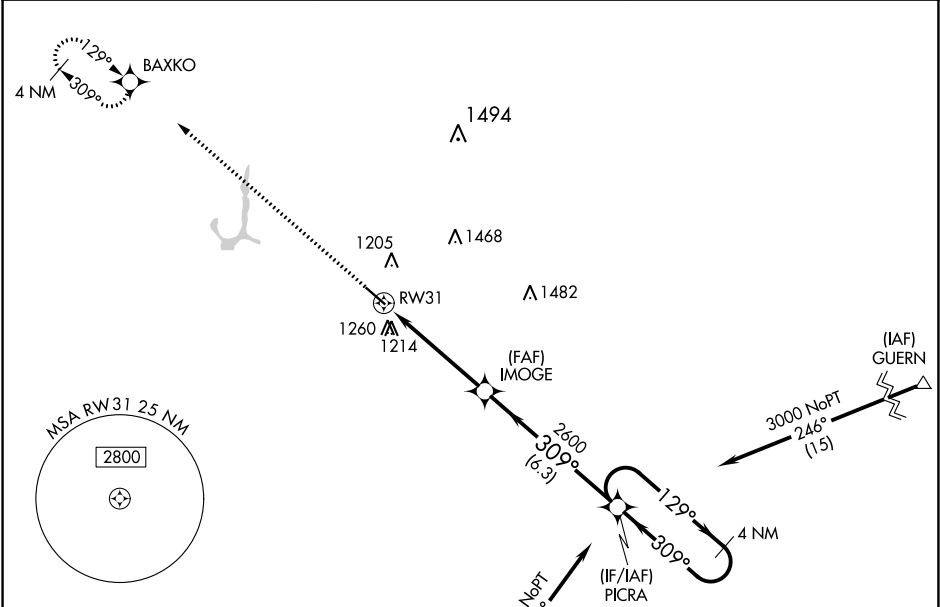 129°
BAXKO
4 NM
309°
1494
1205
1468
RW31
1482
1260
1214
(FAF)
IMOGE
(IAF)
GUERN
3000 NoPT
246°
(15)
MSA RW31 25 NM
2800
2600
309°
(6.3)
129°
4 NM
309°
(IF/IAF)
PICRA
NoPT